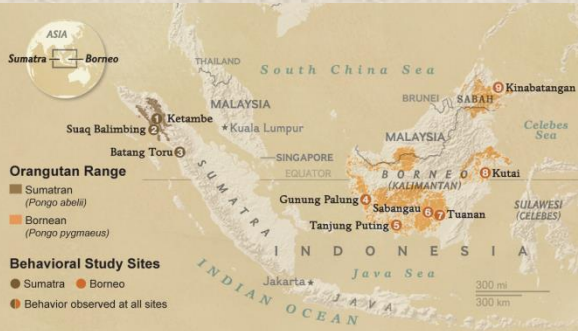 ASIA
Sumatra
Borneo
THAILAND
South China Sea
9 Kinabatangan
BRUNEI
SABAH
MALAYSIA
1 Ketambe
Suaq Balimbing 2
Kuala Lumpur
MALAYSIA
Celebes
Sea
Batang Toru 3
SINGAPORE
EQUATOR
BORNEO
(KALIMANTAN)
8 Kutai
Orangutan Range
Sumatran
(Pongo abelii)
Bornean
(Pongo pygmaeus)
SUMATRA
Gunung Palung 4
Sabangau 6
7 Tuanan
Tanjung Puting 5
SULAWESI
(CELEBES)
INDONESIA
Behavioral Study Sites
Sumatra
Borneo
Behavior observed at all sites
INDIAN OCEAN
Jakarta
Java Sea
JAVA
300 mi
300 km